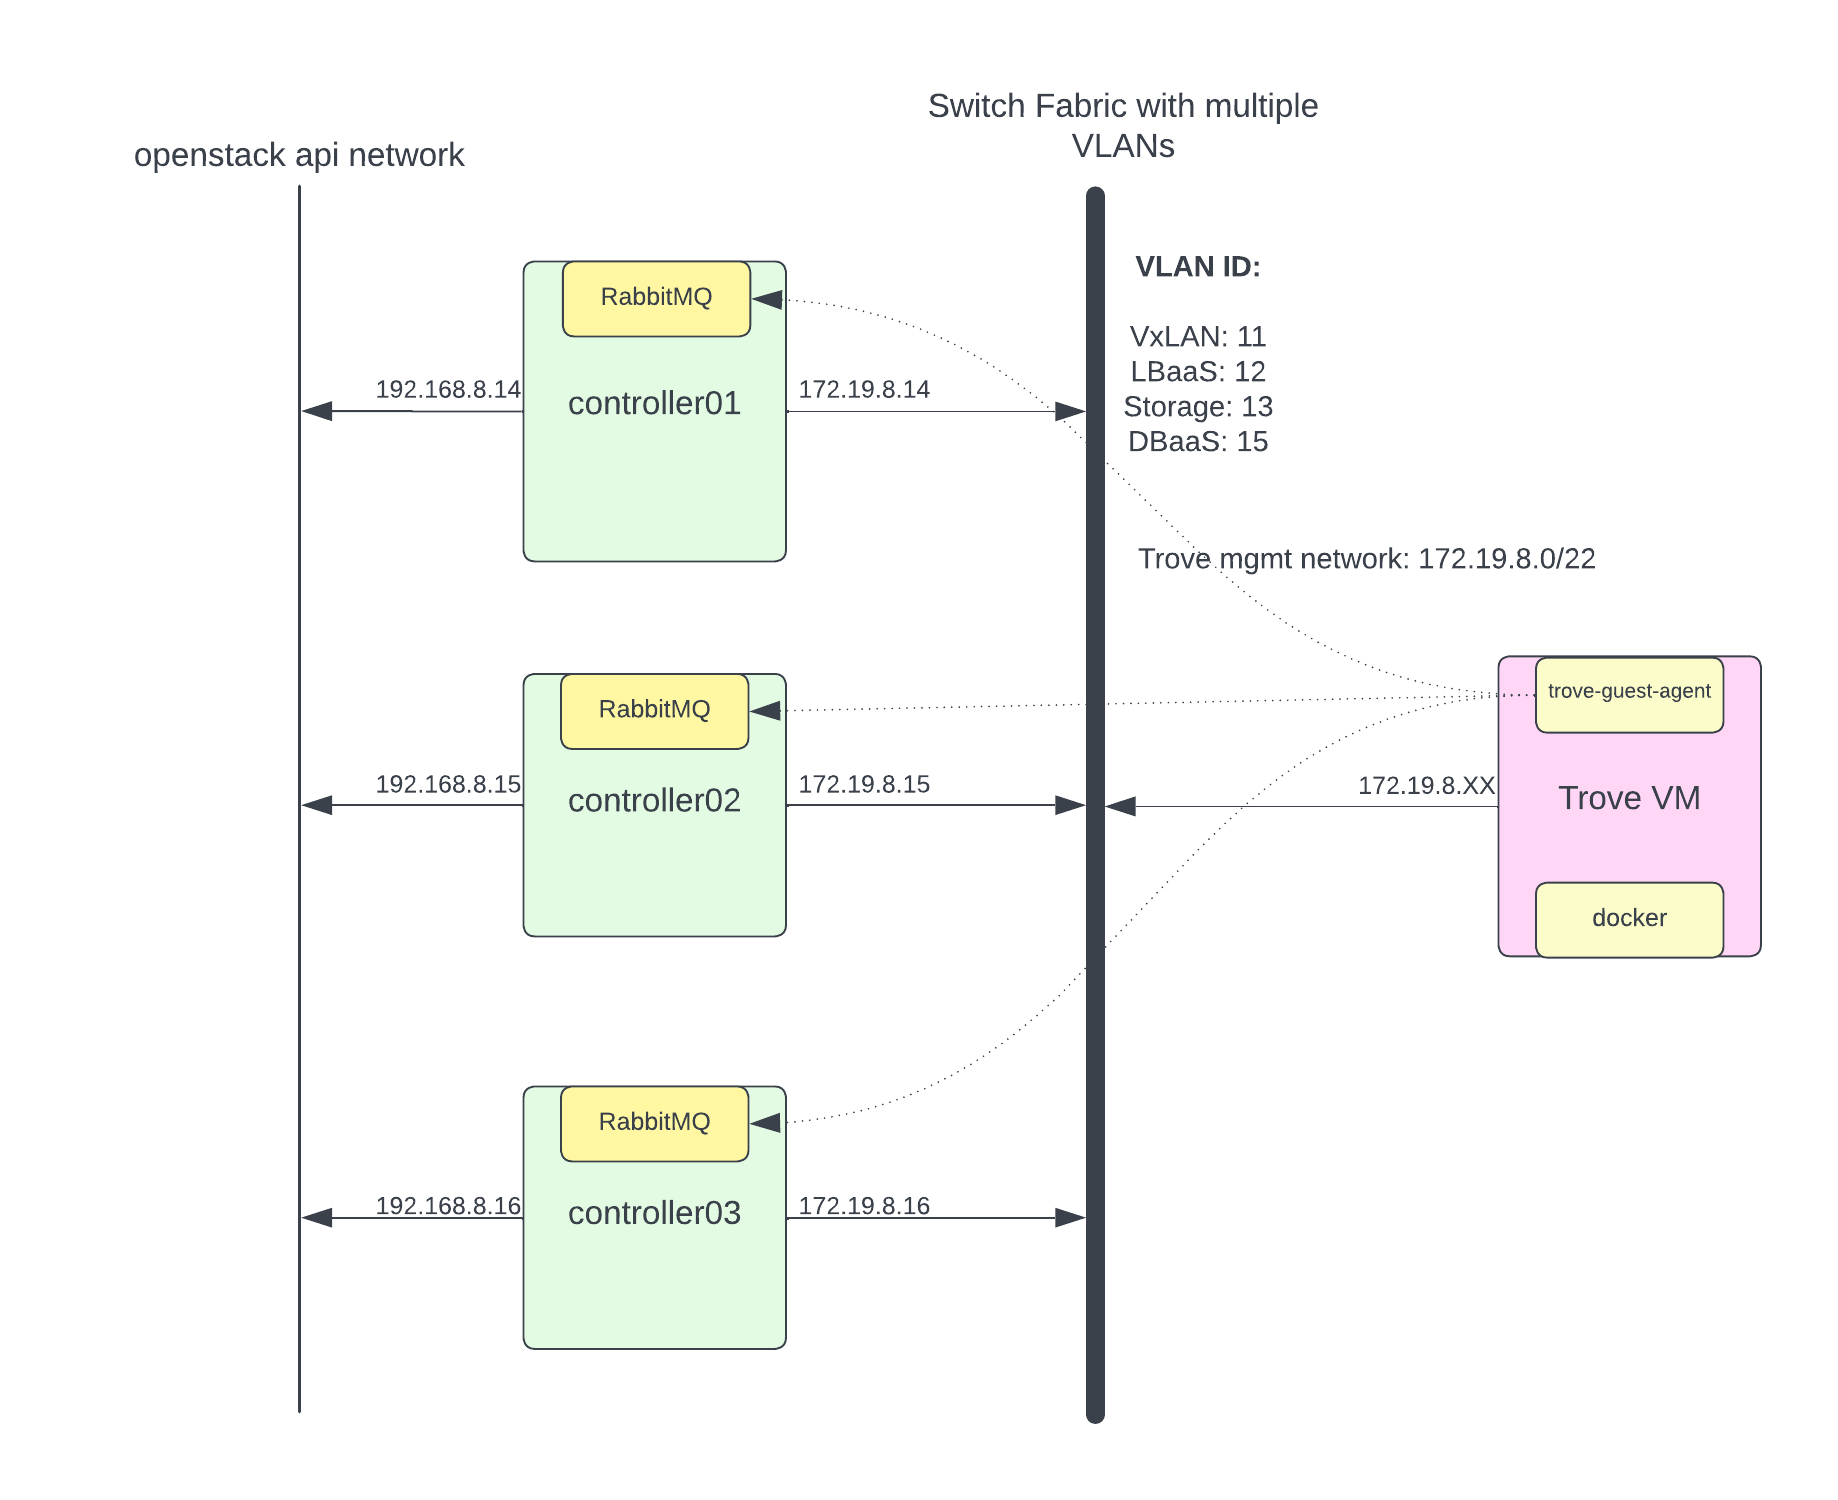 Switch Fabric with multiple
VLANs
openstack api network
VLAN ID:
VxLAN: 11
LBaaS: 12
Storage: 13
DBaaS: 15
RabbitMQ
192.168.8.14
controller01
172.19.8.14
Trove mgmt network: 172.19.8.0/22
RabbitMQ
192.168.8.15
controller02
172.19.8.15
trove-guest-agent
172.19.8.XX
Trove VM
docker
RabbitMQ
192.168.8.16
controller03
172.19.8.16